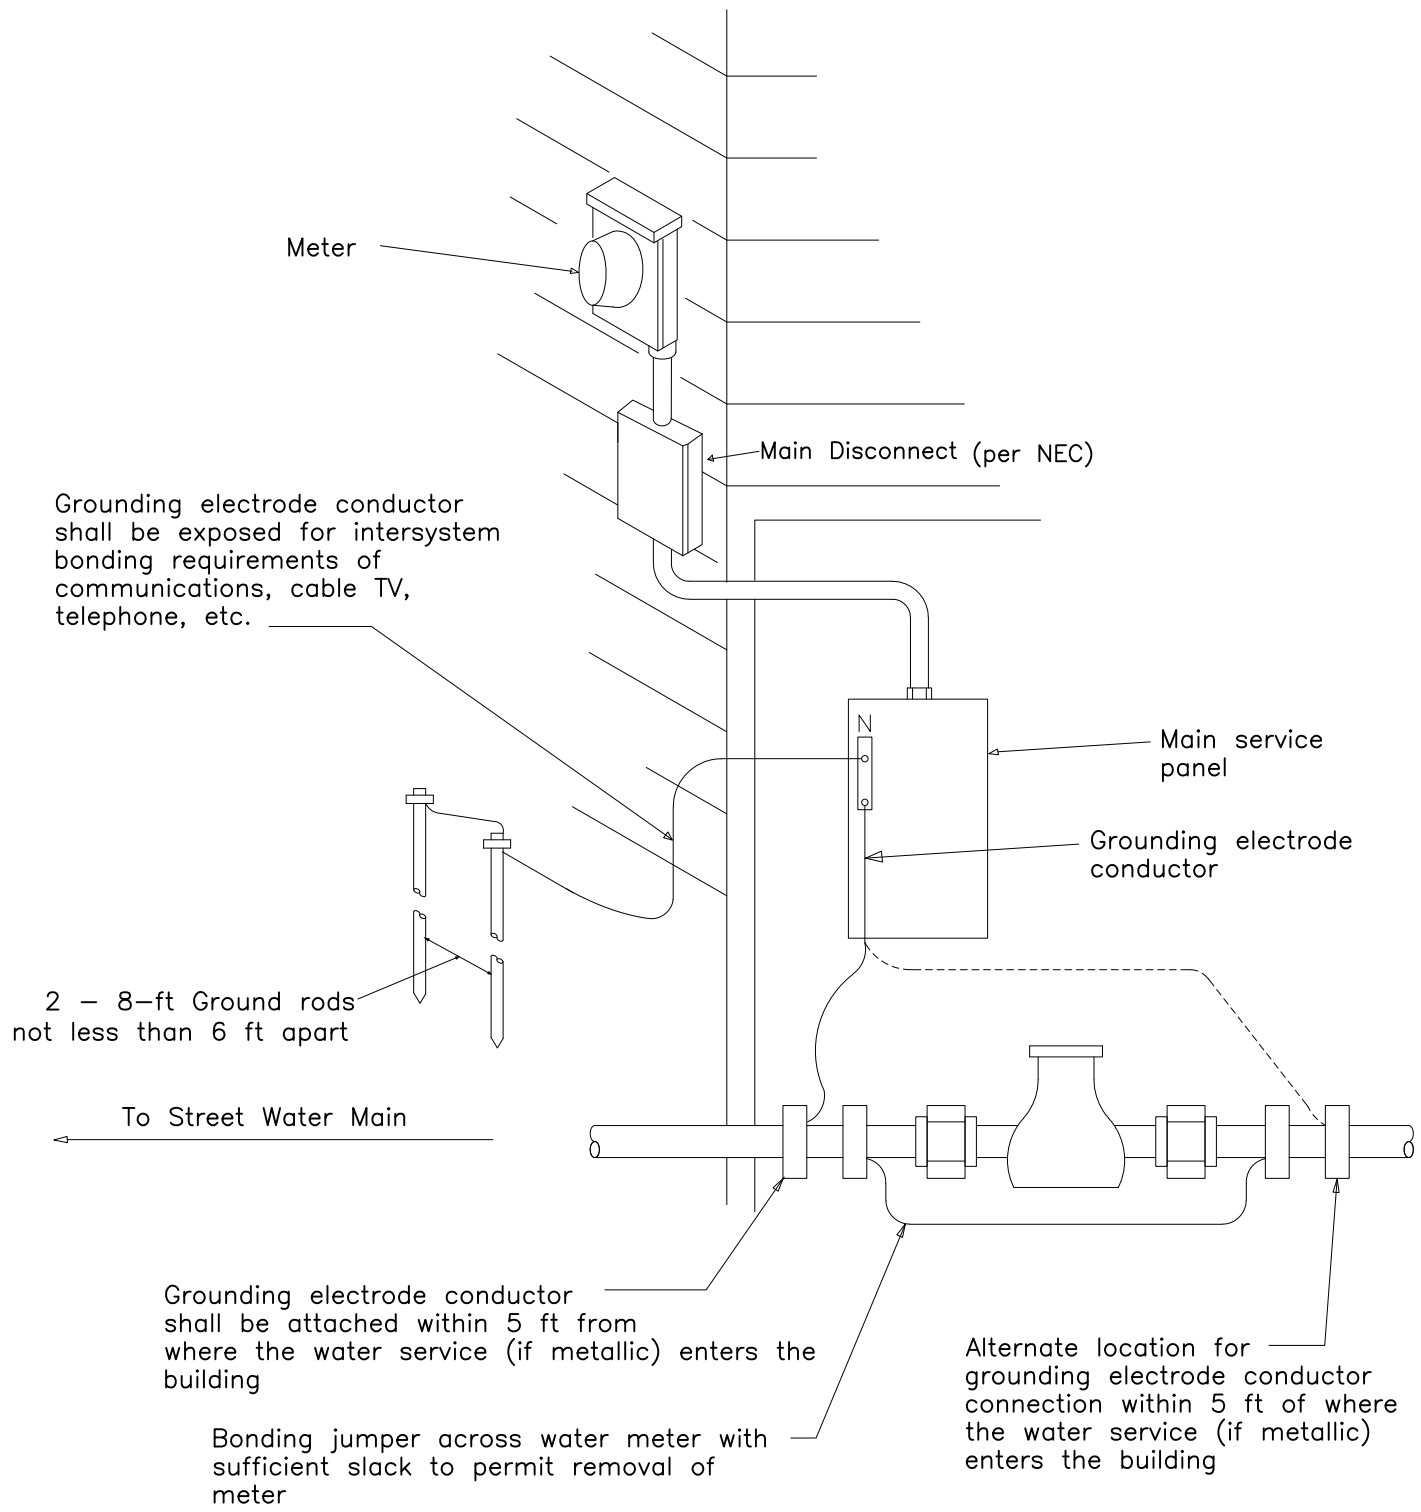 Meter
Main Disconnect (per NEC)
Grounding electrode conductor
shall be exposed for intersystem
bonding requirements of
communications, cable TV,
telephone, etc.
N
Main service
panel
Grounding electrode
conductor
2 – 8–ft Ground rods
not less than 6 ft apart
To Street Water Main
Grounding electrode conductor
shall be attached within 5 ft from
where the water service (if metallic) enters the
building
Alternate location for
grounding electrode conductor
connection within 5 ft of where
the water service (if metallic)
enters the building
Bonding jumper across water meter with
sufficient slack to permit removal of
meter